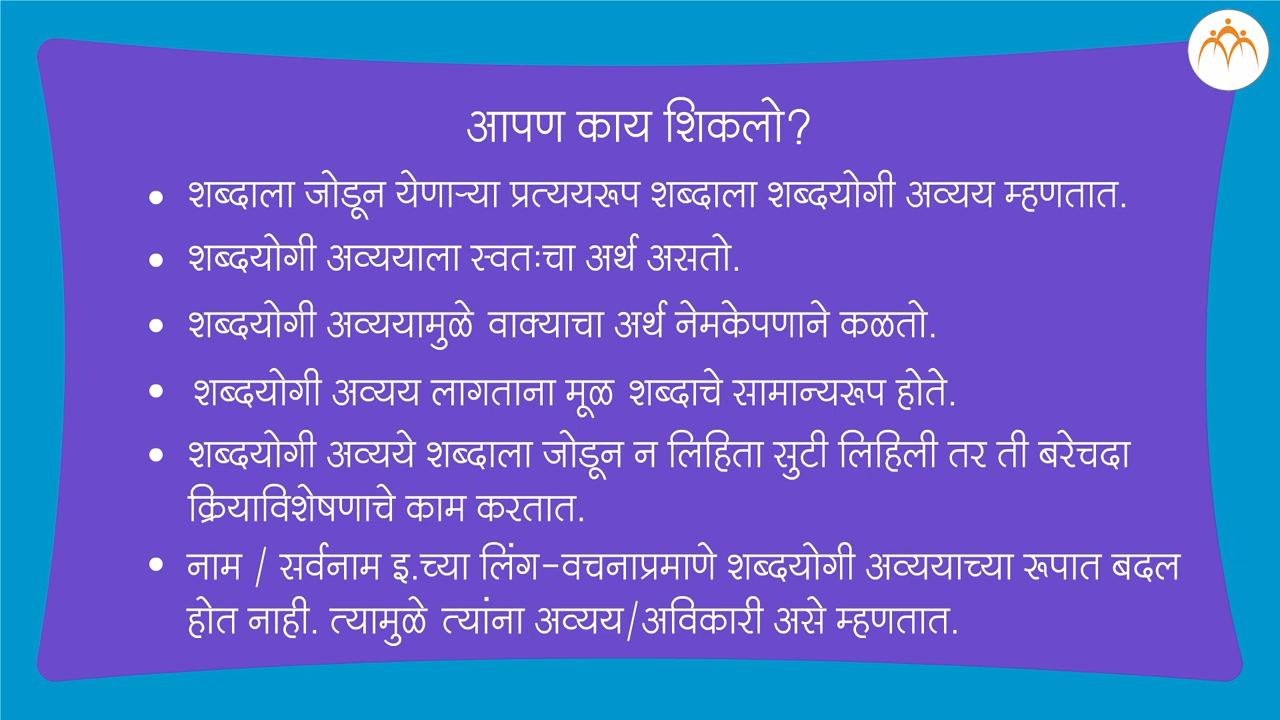 आपण काय शिकलो?
• शब्दाला जोडून येणाऱ्या प्रत्ययरूप शब्दाला शब्दयोगी अव्यय म्हणतात.
• शब्दयोगी अव्ययाला स्वतःचा अर्थ असतो.
• शब्दयोगी अव्ययामुळे वाक्याचा अर्थ नेमकेपणाने कळतो.
• शब्दयोगी अव्यय लागताना मूळ शब्दाचे सामान्यरूप होते.
• शब्दयोगी अव्यये शब्दाला जोडून न लिहिता सुटी लिहिली तर ती बरेचदा
क्रियाविशेषणाचे काम करतात.
• नाम / सर्वनाम इ.च्या लिंग-वचनाप्रमाणे शब्दयोगी अव्ययाच्या रूपात बदल
होत नाही. त्यामुळे त्यांना अव्यय/अविकारी असे म्हणतात.